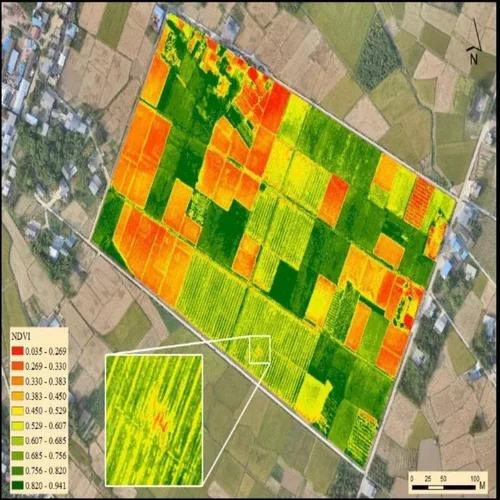 N
NDVI
0.035 - 0.269
0.269 - 0.330
0.330 - 0.383
0.383 - 0.450
0.450 - 0.529
0.529 - 0.607
0.607 - 0.685
0.685 - 0.756
0.756 - 0.820
0.820 - 0.941
0 25 50 100
M